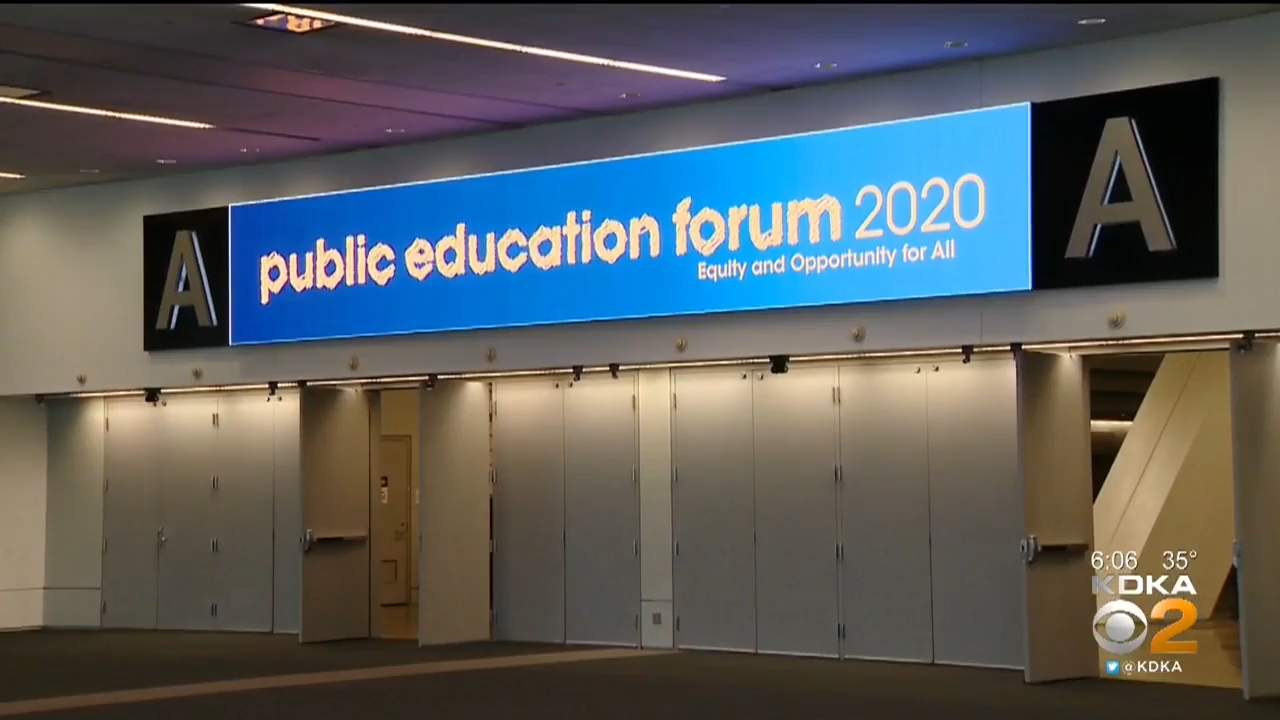 A
public education forum 2020
Equity and Opportunity for All
A
6:06 35°
KDKA
2
@KDKA